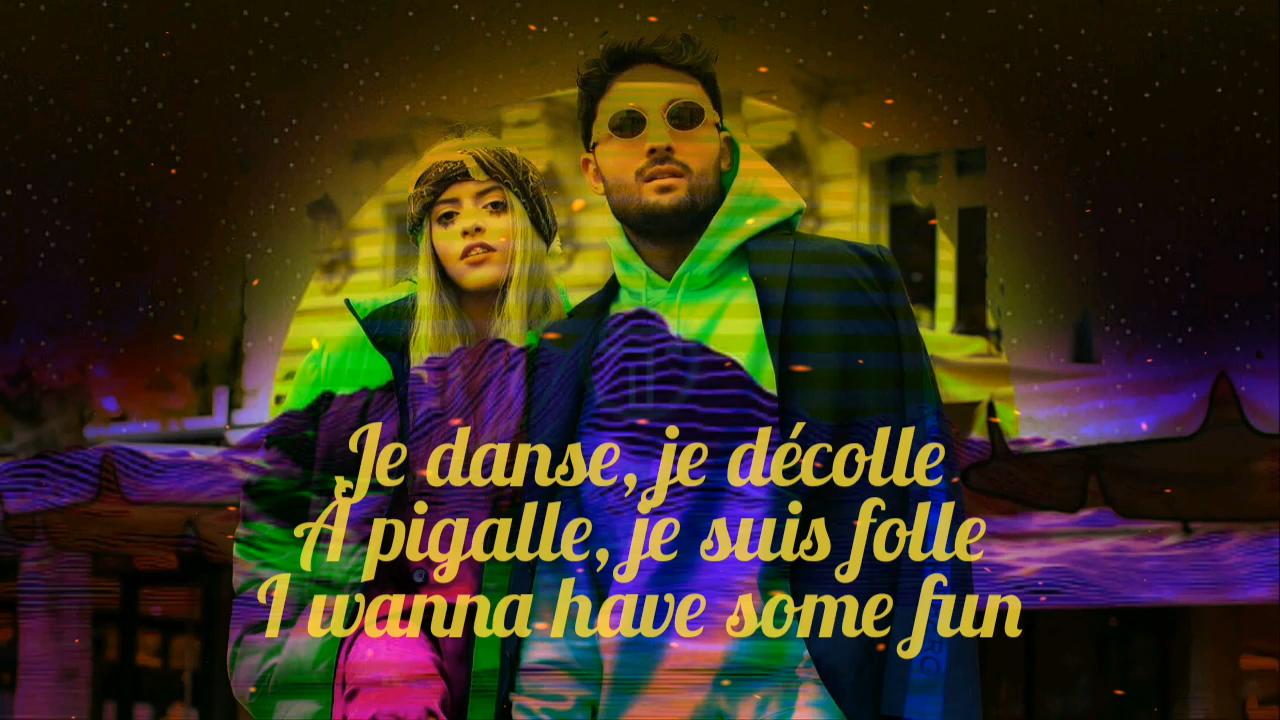 Je danse, je décolle
À pigalle, je suis folle
I wanna have some fun